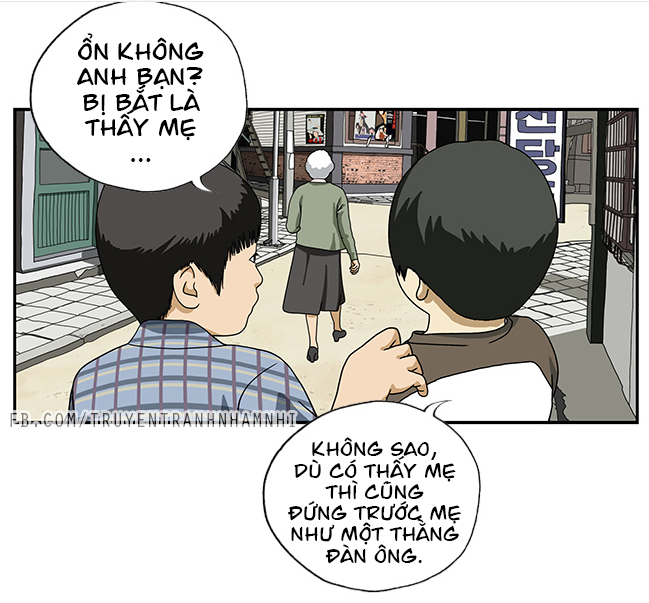 ỔN KHÔNG
ANH BẠN?
BỊ BẮT LÀ
THẤY MẸ
...
FB.COM/TRUYENTRANHNHAMNHI
KHÔNG SAO,
DÙ CÓ THẤY MẸ
THÌ CŨNG
ĐỨNG TRƯỚC MẸ
NHƯ MỘT THẰNG
ĐÀN ÔNG.